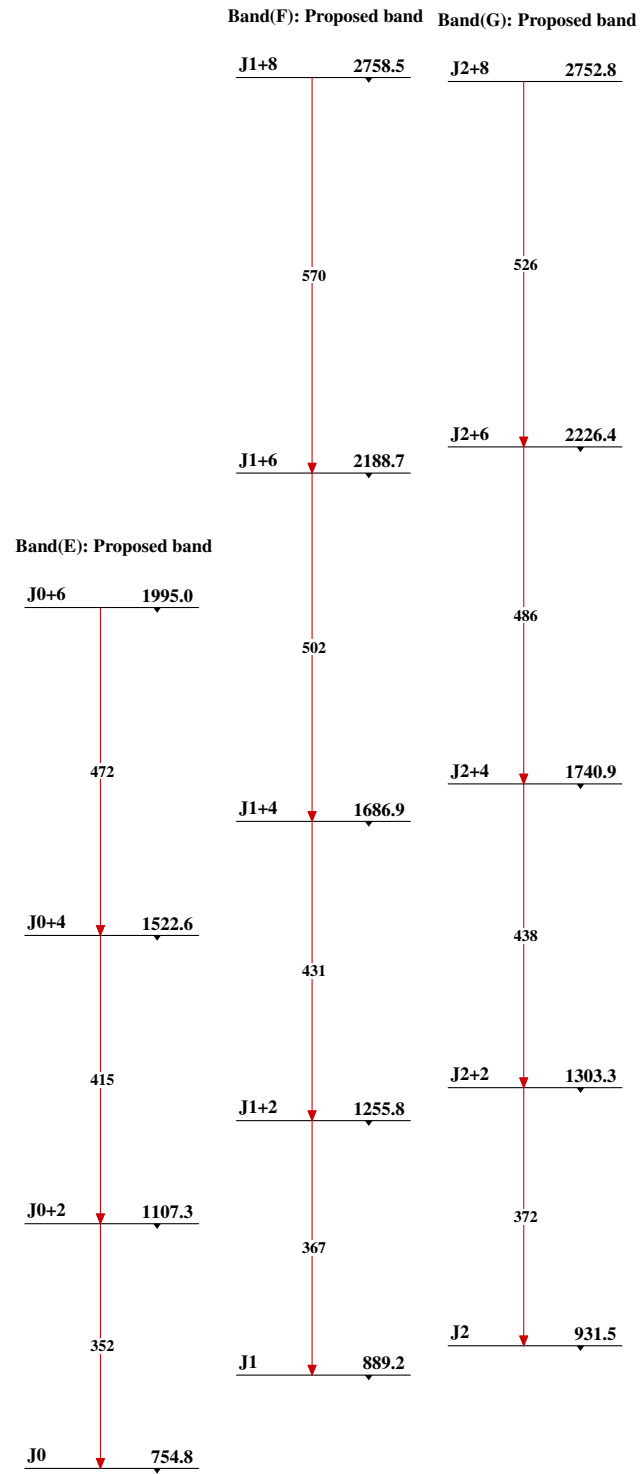 Band(F): Proposed band
J1+8 2758.5
570
J1+6 2188.7
502
J1+4 1686.9
431
J1+2 1255.8
367
J1 889.2
Band(G): Proposed band
J2+8 2752.8
526
J2+6 2226.4
486
J2+4 1740.9
438
J2+2 1303.3
372
J2 931.5
Band(E): Proposed band
J0+6 1995.0
472
J0+4 1522.6
415
J0+2 1107.3
352
J0 754.8